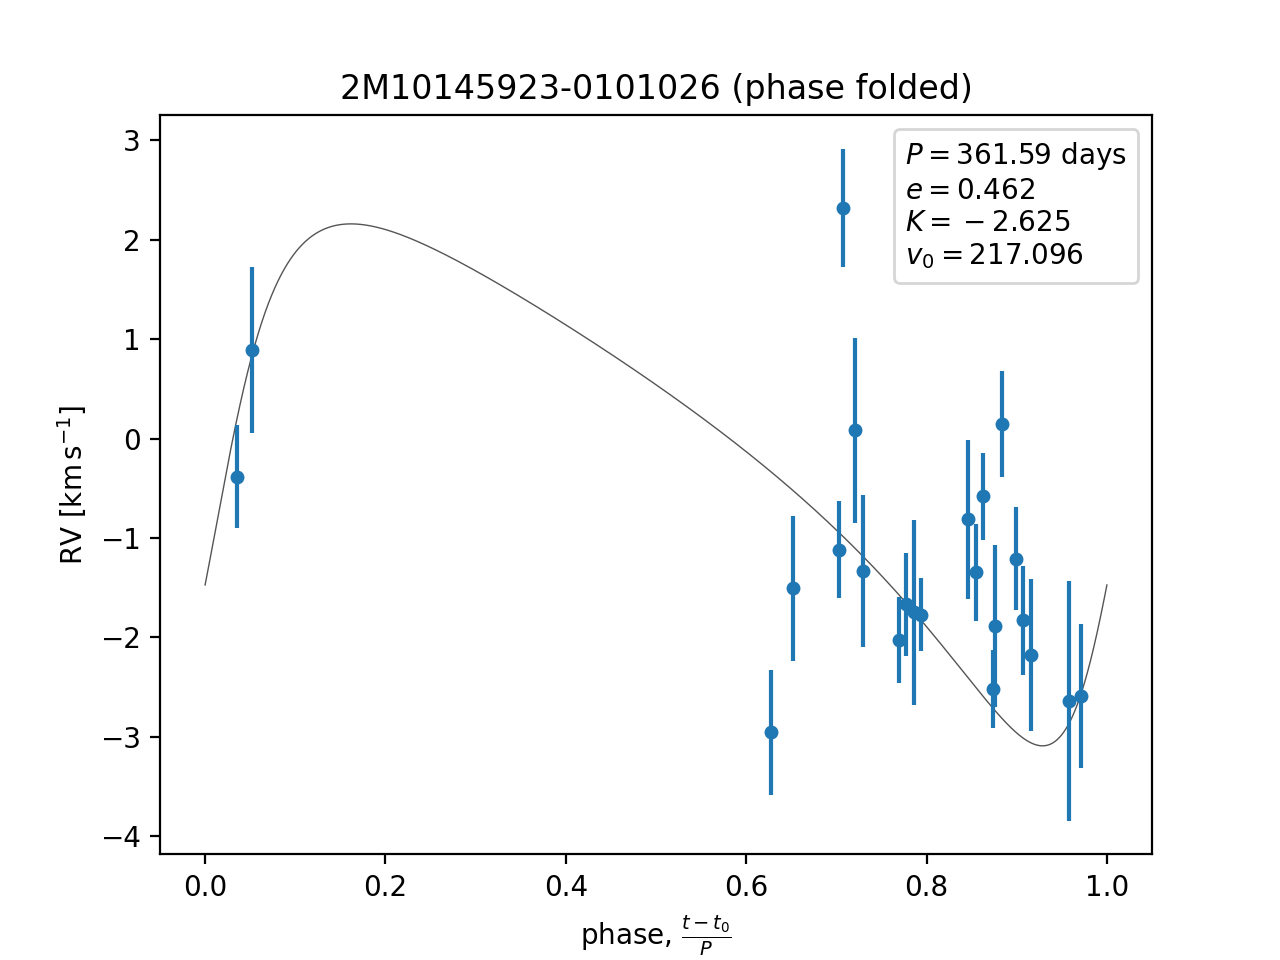 2M10145923-0101026 (phase folded)
P = 361.59 days
e = 0.462
K = −2.625
v₀ = 217.096
3
2
1
0
−1
−2
−3
−4
RV [km s⁻¹]
0.0 0.2 0.4 0.6 0.8 1.0
phase, (t − t₀)/P